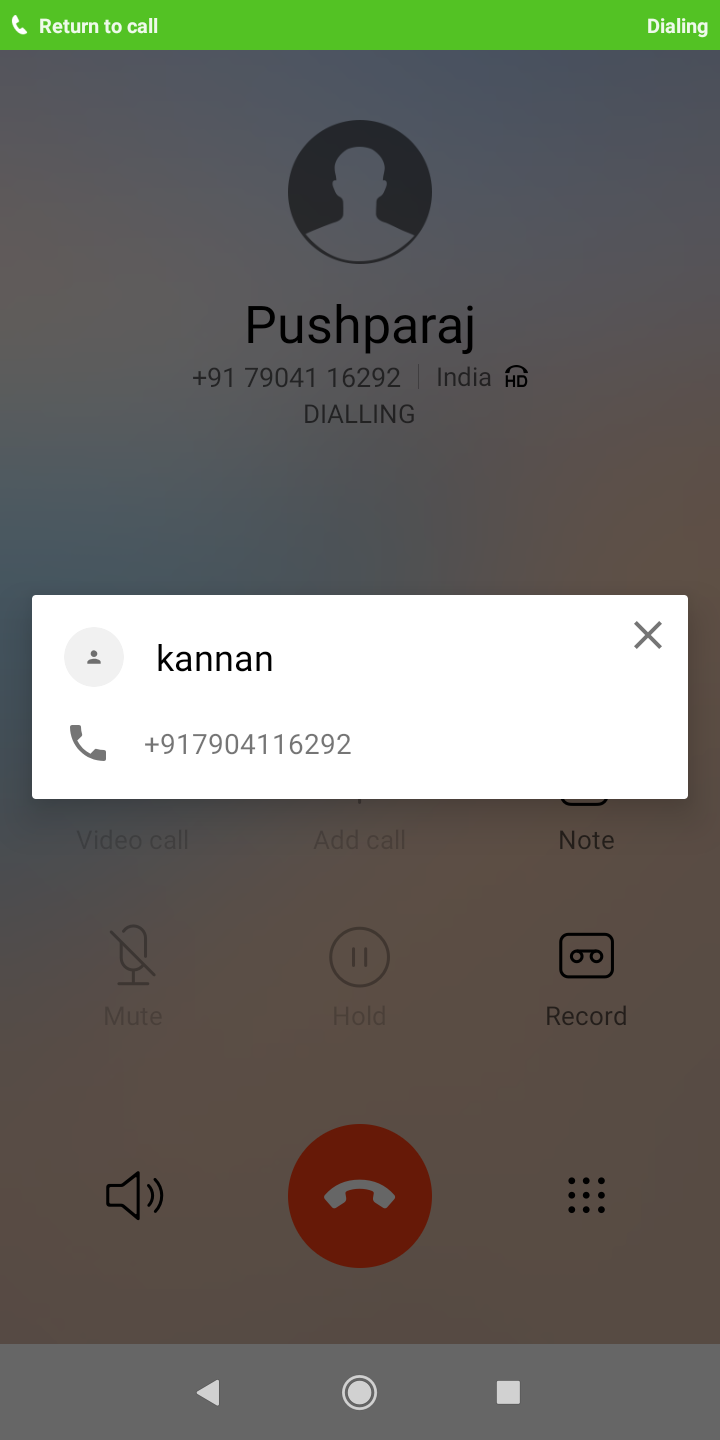 Return to call
Dialing
Pushparaj
+91 79041 16292 | India HD
DIALLING
kannan
+917904116292
Video call
Add call
Note
Mute
Hold
Record